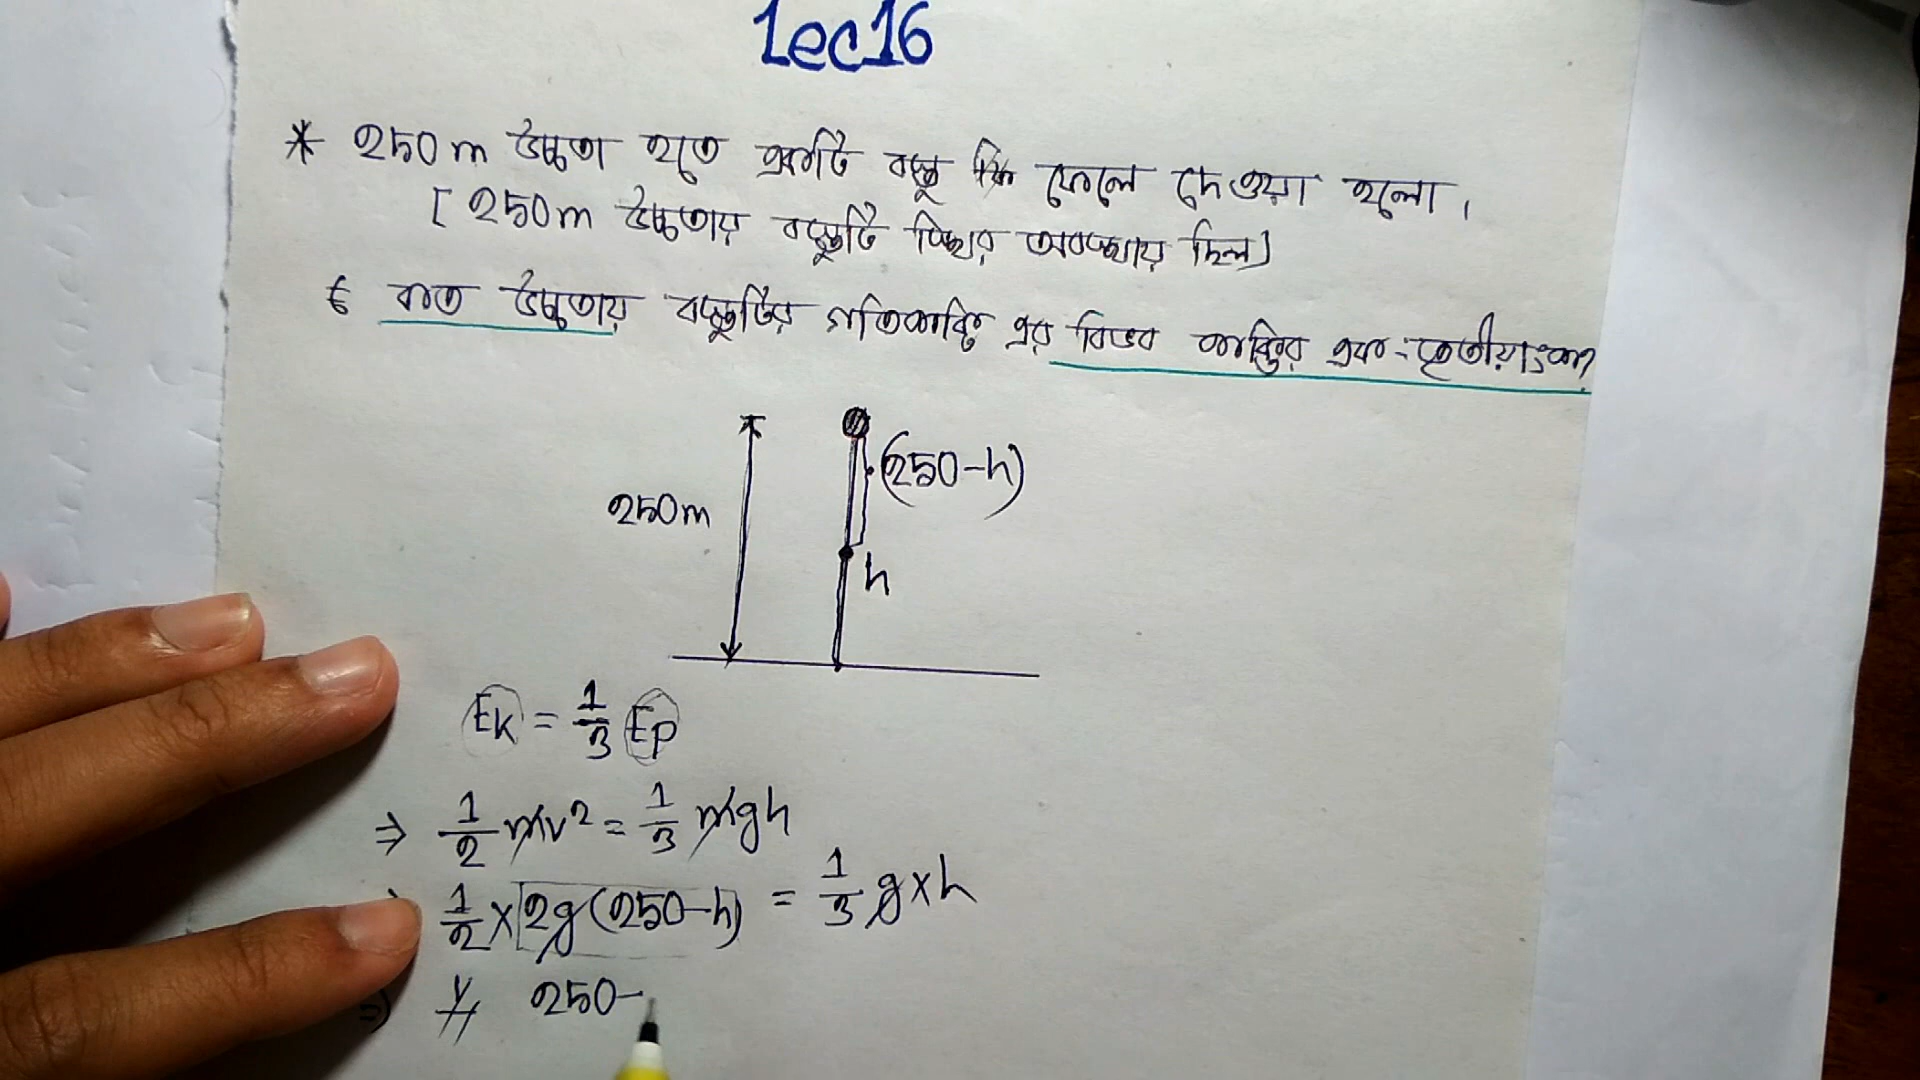 Lec16
* 250m উচ্চতা হতে একটি বস্তু ফেলে দেওয়া হলো।
[250m উচ্চতায় বস্তুটি স্থির অবস্থায় ছিল]
কত উচ্চতায় বস্তুটির গতিশক্তি এর বিভব শক্তির এক-তৃতীয়াংশ?
(250-h)
250m
h
Ek = 1/3 Ep
⇒ 1/2 mv² = 1/3 mgh
⇒ 1/2 × 2g(250-h) = 1/3 g×h
⇒ 250-